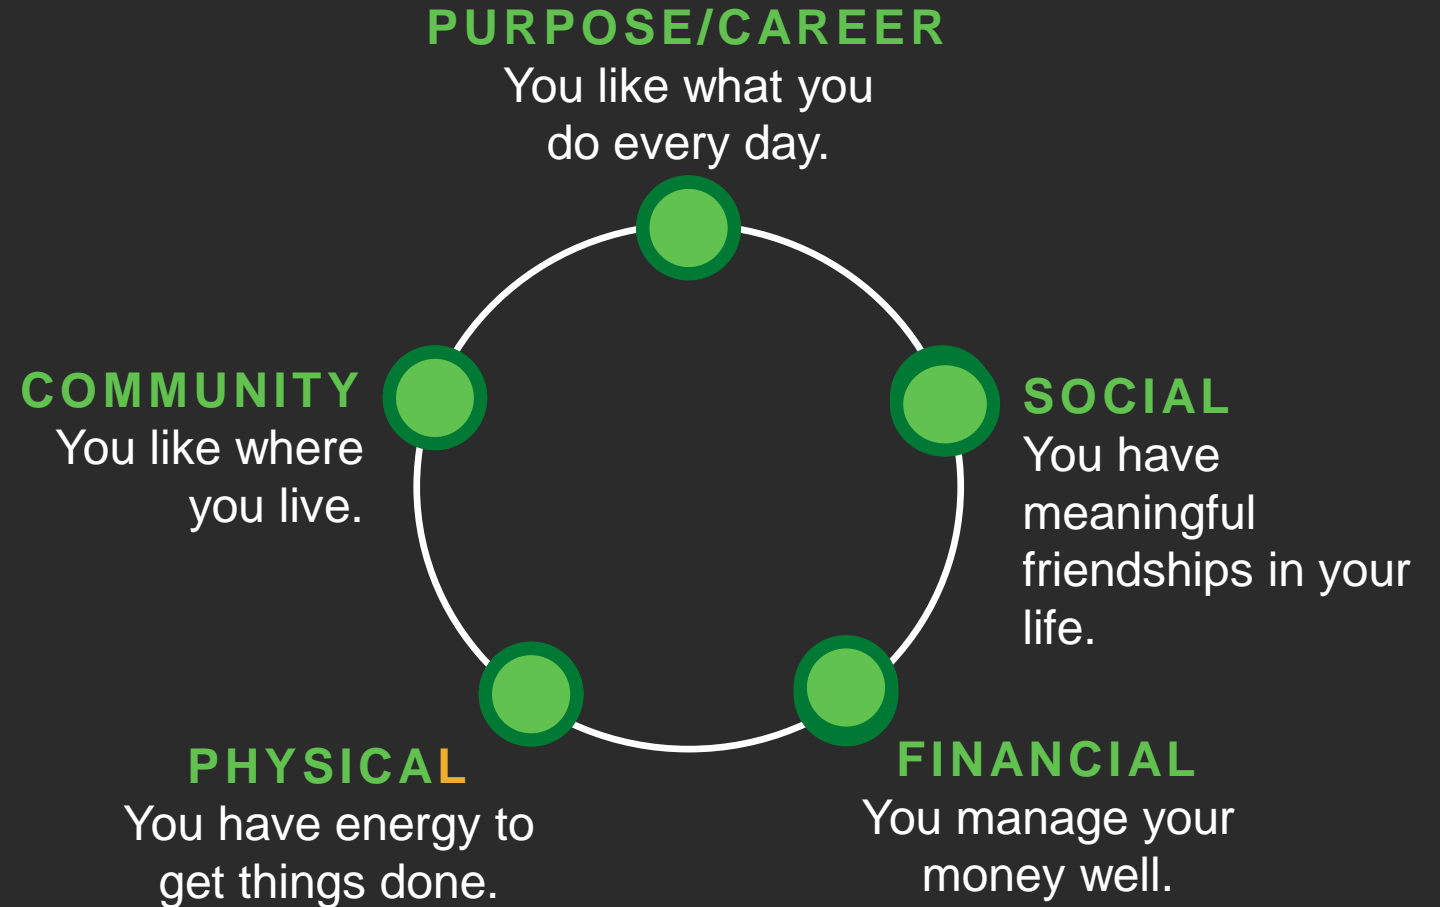 PURPOSE/CAREER
You like what you
do every day.
COMMUNITY
You like where
you live.
SOCIAL
You have
meaningful
friendships in your
life.
PHYSICAL
You have energy to
get things done.
FINANCIAL
You manage your
money well.